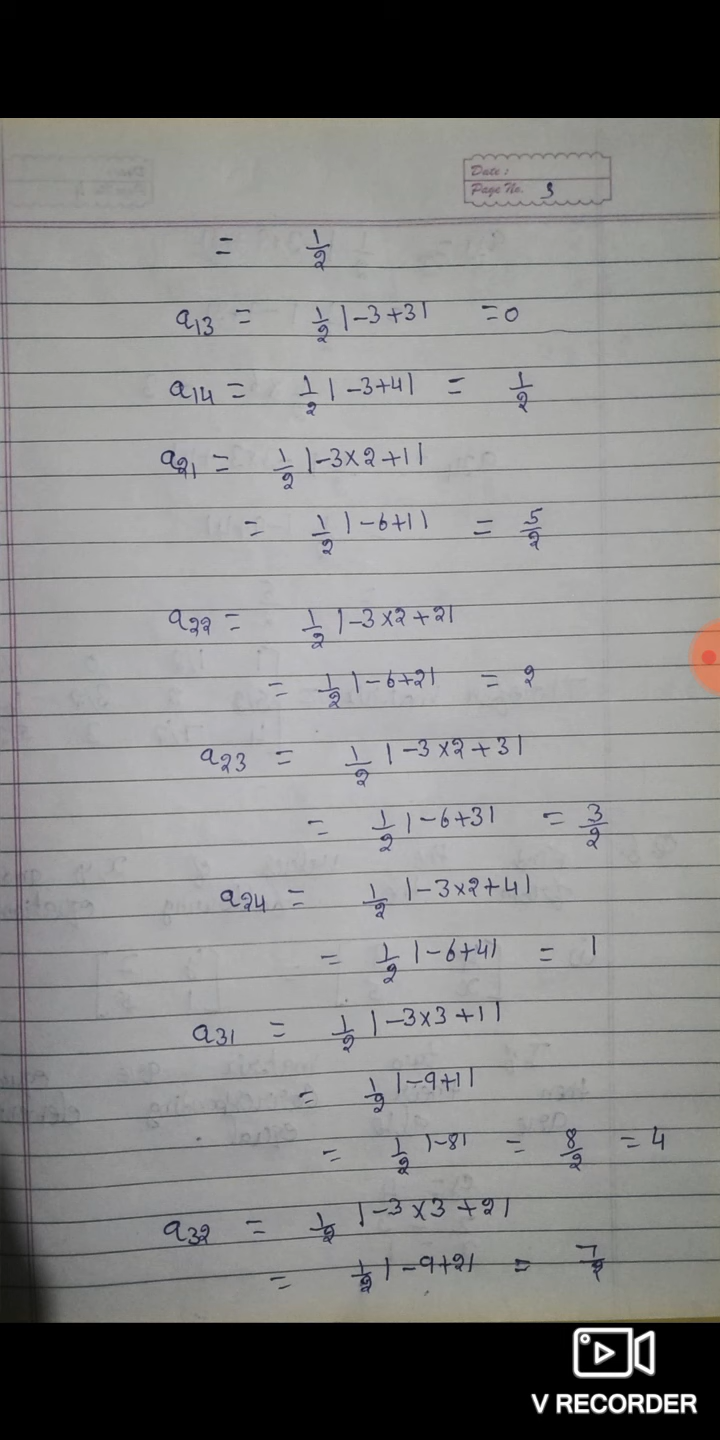 Date :
Page No. 3
= 1/2
a13 = 1/2 |-3+3| = 0
a14 = 1/2 |-3+4| = 1/2
a21 = 1/2 |-3×2+1|
= 1/2 |-6+1| = 5/2
a22 = 1/2 |-3×2+2|
= 1/2 |-6+2| = 2
a23 = 1/2 |-3×2+3|
= 1/2 |-6+3| = 3/2
a24 = 1/2 |-3×2+4|
= 1/2 |-6+4| = 1
a31 = 1/2 |-3×3+1|
= 1/2 |-9+1|
= 1/2 |-8| = 8/2 = 4
a32 = 1/2 |-3×3+2|
= 1/2 |-9+2| = 7/2
V RECORDER